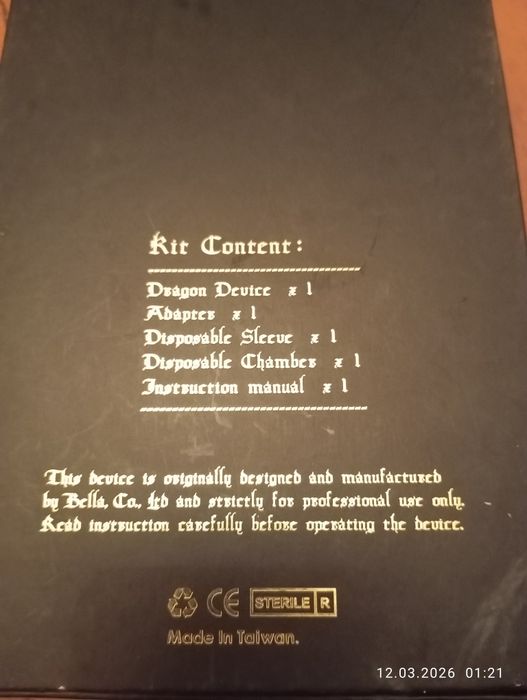 Kit Content:
Dragon Device x 1
Adapter x 1
Disposable Sleeve x 1
Disposable Chamber x 1
Instruction manual x 1
This device is originally designed and manufactured
by Bella, Co., Ltd and strictly for professional use only.
Read instruction carefully before operating the device.
CE STERILE R
Made In Taiwan.
12.03.2026 01:21